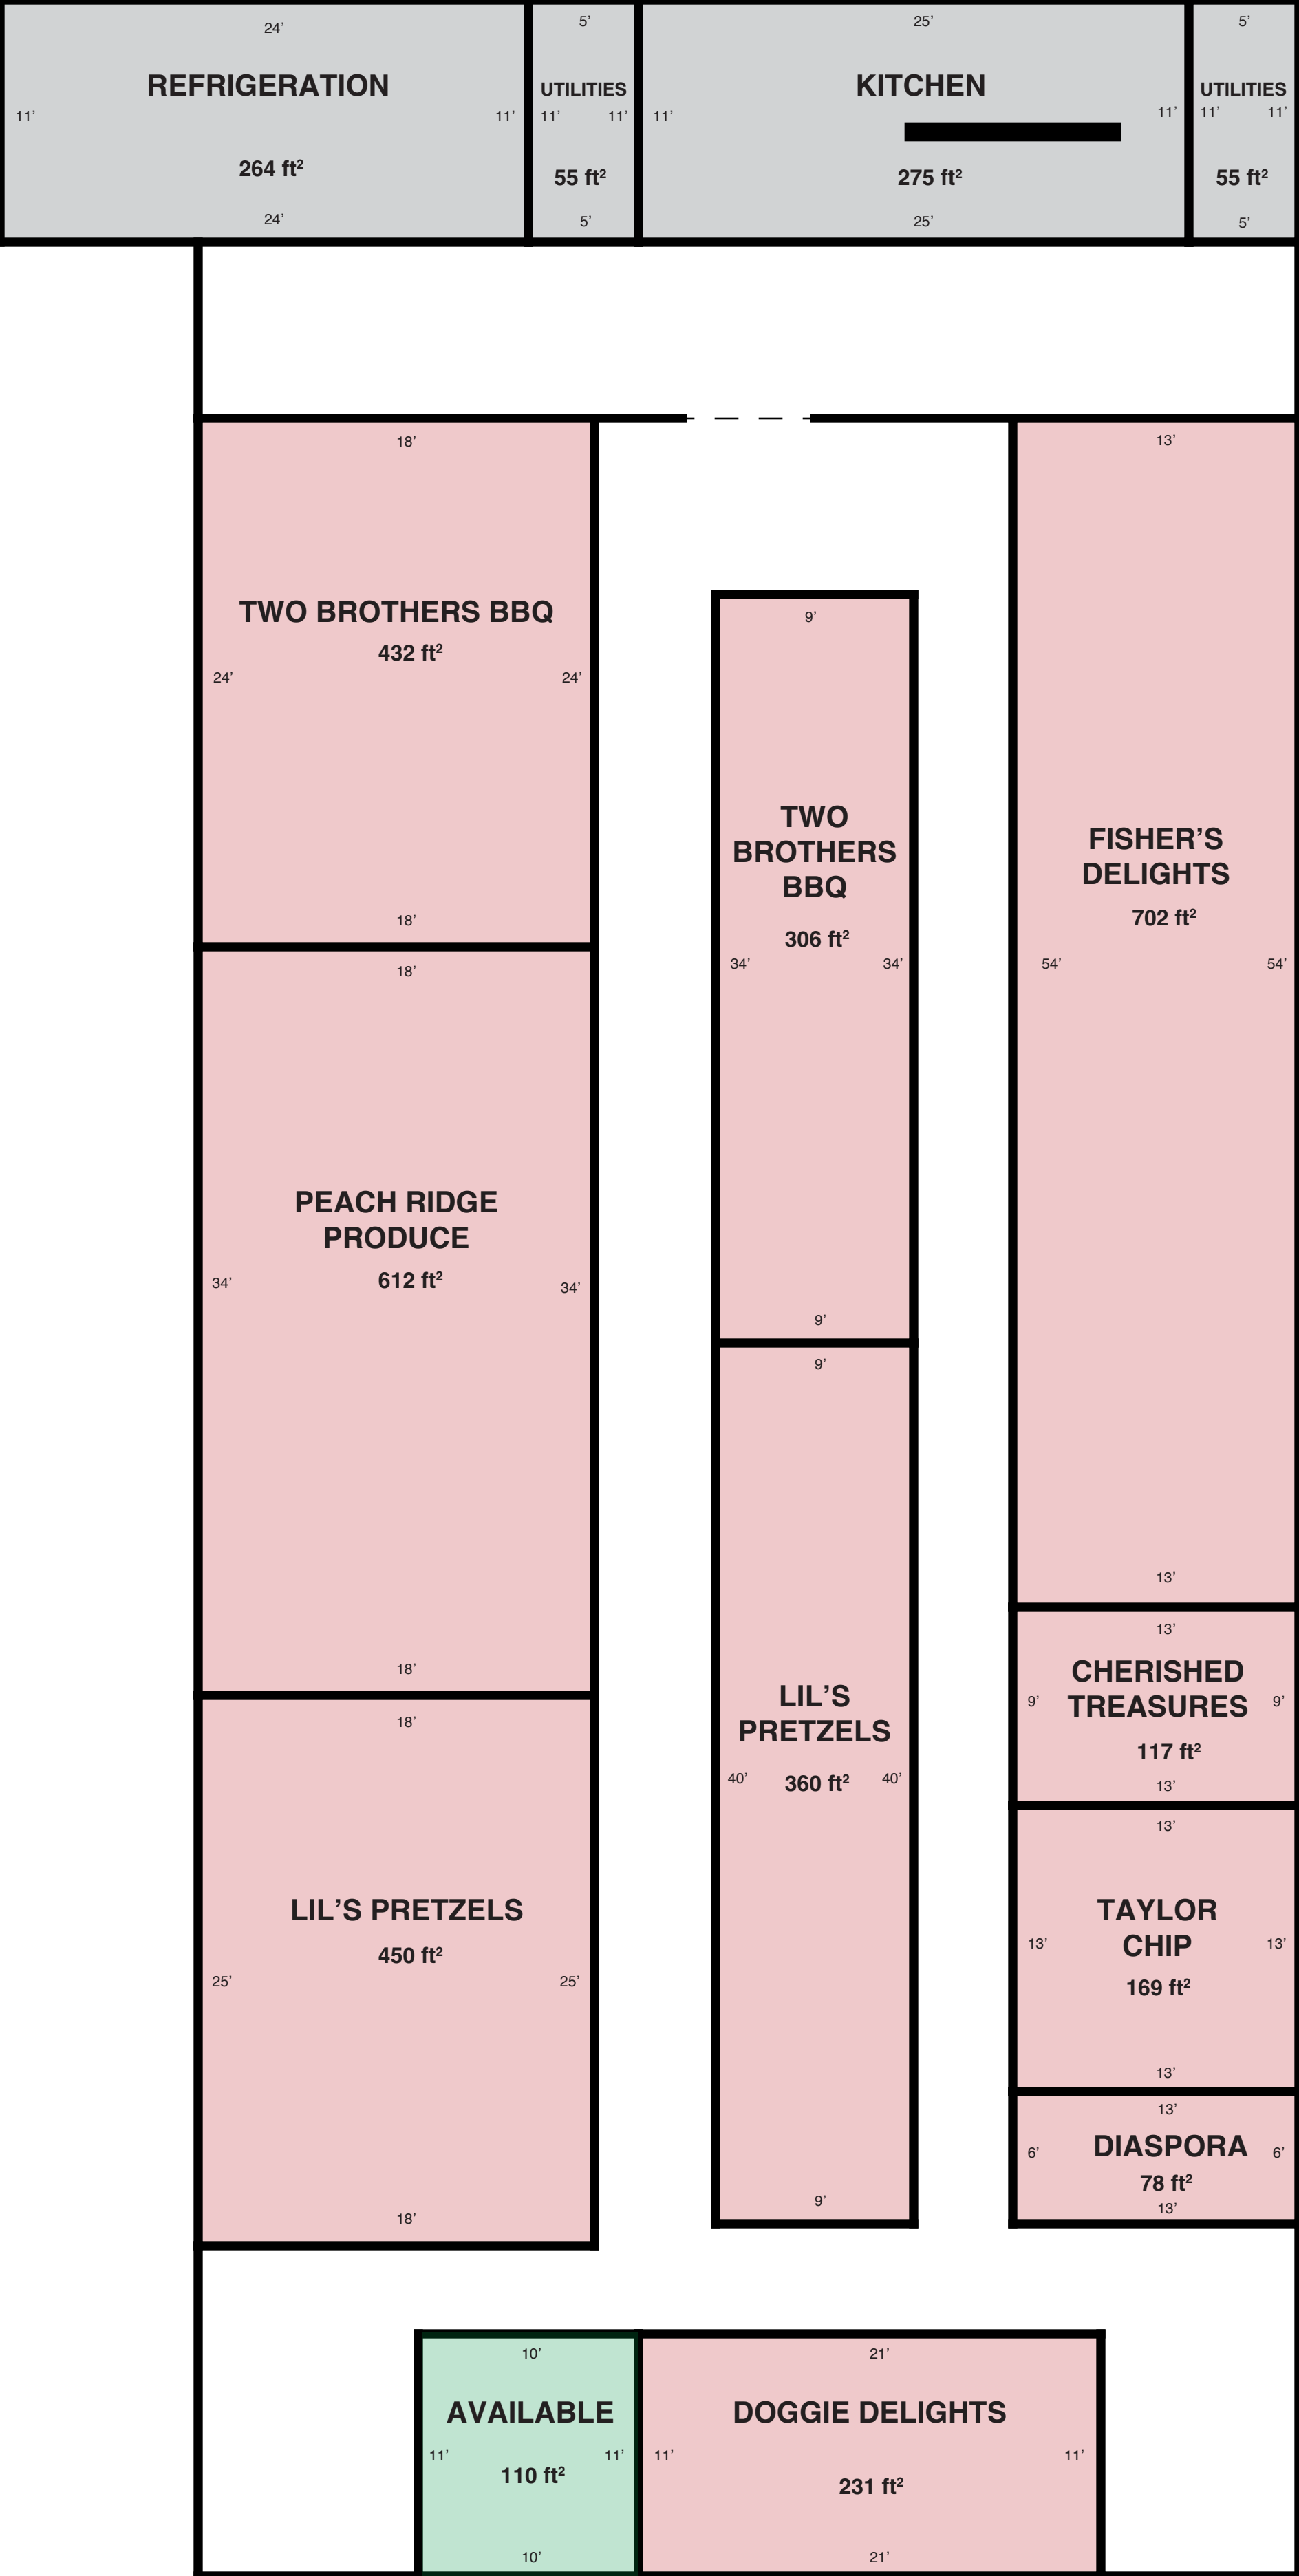 24’
5’
25’
5’
REFRIGERATION
UTILITIES
KITCHEN
UTILITIES
11’
11’
11’
11’
11’
11’
11’
11’
264 ft²
55 ft²
275 ft²
55 ft²
24’
5’
25’
5’
18’
TWO BROTHERS BBQ
432 ft²
24’
24’
18’
18’
PEACH RIDGE
PRODUCE
612 ft²
34’
34’
18’
18’
LIL’S PRETZELS
450 ft²
25’
25’
18’
9’
TWO
BROTHERS
BBQ
306 ft²
34’
34’
9’
9’
LIL’S
PRETZELS
40’
360 ft²
40’
9’
13’
FISHER’S
DELIGHTS
702 ft²
54’
54’
13’
13’
CHERISHED
TREASURES
9’
9’
117 ft²
13’
13’
TAYLOR
CHIP
13’
13’
169 ft²
13’
13’
DIASPORA
6’
6’
78 ft²
13’
10’
AVAILABLE
11’
11’
110 ft²
10’
21’
DOGGIE DELIGHTS
11’
11’
231 ft²
21’